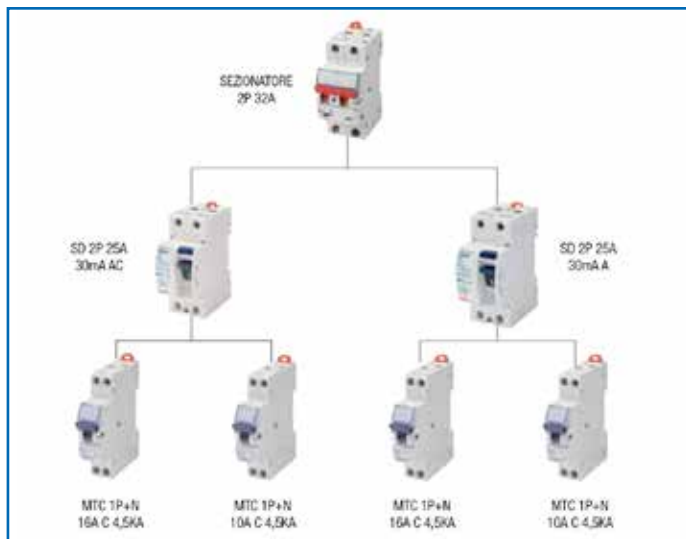 SEZIONATORE
2P 32A
SD 2P 25A
30mA AC
SD 2P 25A
30mA A
MTC 1P+N
16A C 4,5KA
MTC 1P+N
10A C 4,5KA
MTC 1P+N
16A C 4,5KA
MTC 1P+N
10A C 4,5KA